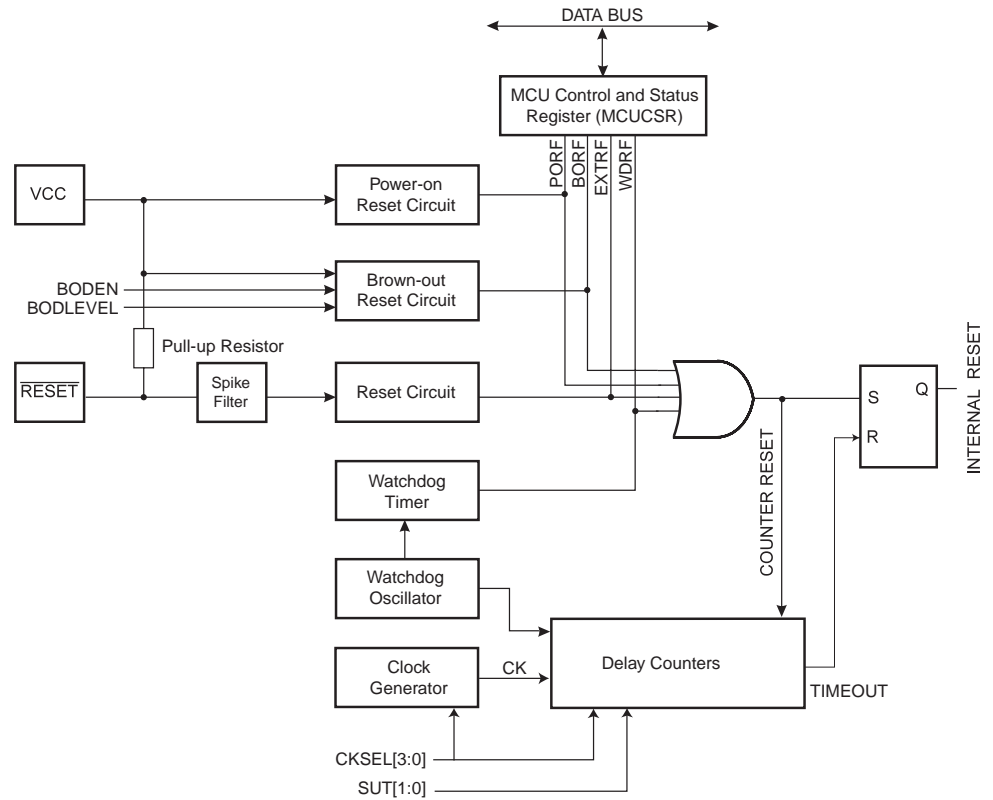 DATA BUS
MCU Control and Status
Register (MCUCSR)
PORF
BORF
EXTRF
WDRF
VCC
Power-on
Reset Circuit
BODEN
BODLEVEL
Brown-out
Reset Circuit
Pull-up Resistor
RESET
Spike
Filter
Reset Circuit
S
Q
R
INTERNAL RESET
COUNTER RESET
Watchdog
Timer
Watchdog
Oscillator
Clock
Generator
CK
Delay Counters
TIMEOUT
CKSEL[3:0]
SUT[1:0]